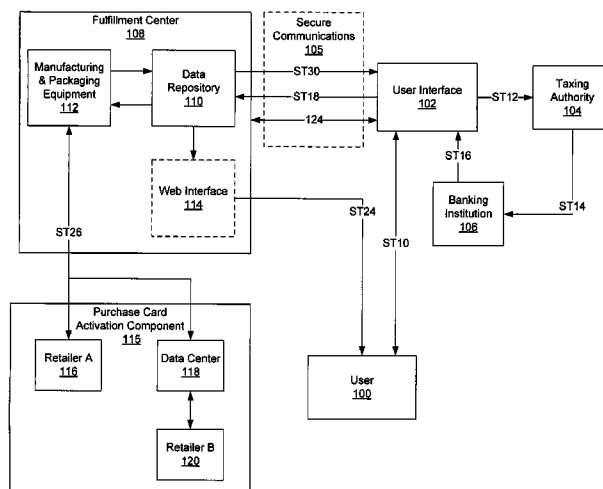 Fulfillment Center
108
Manufacturing
& Packaging
Equipment
112
Data
Repository
110
Web Interface
114
Secure
Communications
105
ST30
ST18
124
User Interface
102
ST12
Taxing
Authority
104
ST16
Banking
Institution
106
ST14
ST24
ST10
ST26
Purchase Card
Activation Component
115
Retailer A
116
Data Center
118
Retailer B
120
User
100